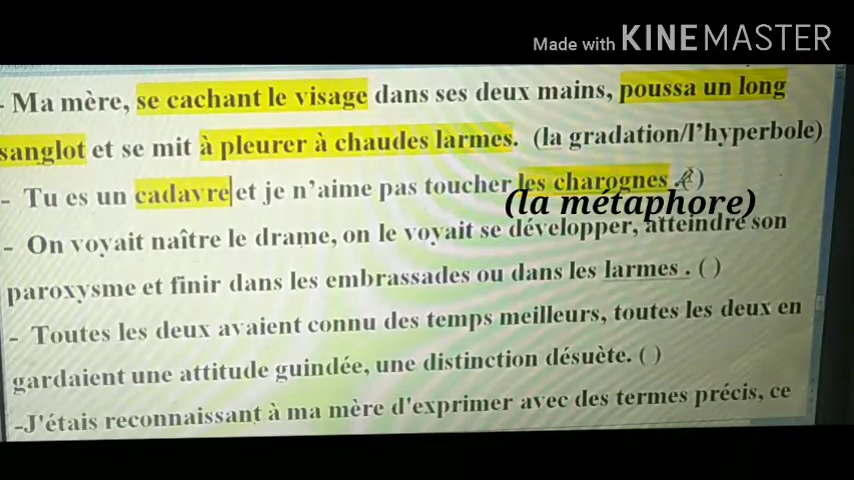 Made with KINEMASTER
- Ma mère, se cachant le visage dans ses deux mains, poussa un long
sanglot et se mit à pleurer à chaudes larmes. (la gradation/l'hyperbole)
- Tu es un cadavre et je n'aime pas toucher les charognes . )
(la métaphore)
- On voyait naître le drame, on le voyait se développer, atteindre son
paroxysme et finir dans les embrassades ou dans les larmes . ( )
- Toutes les deux avaient connu des temps meilleurs, toutes les deux en
gardaient une attitude guindée, une distinction désuète. ( )
-J'étais reconnaissant à ma mère d'exprimer avec des termes précis, ce